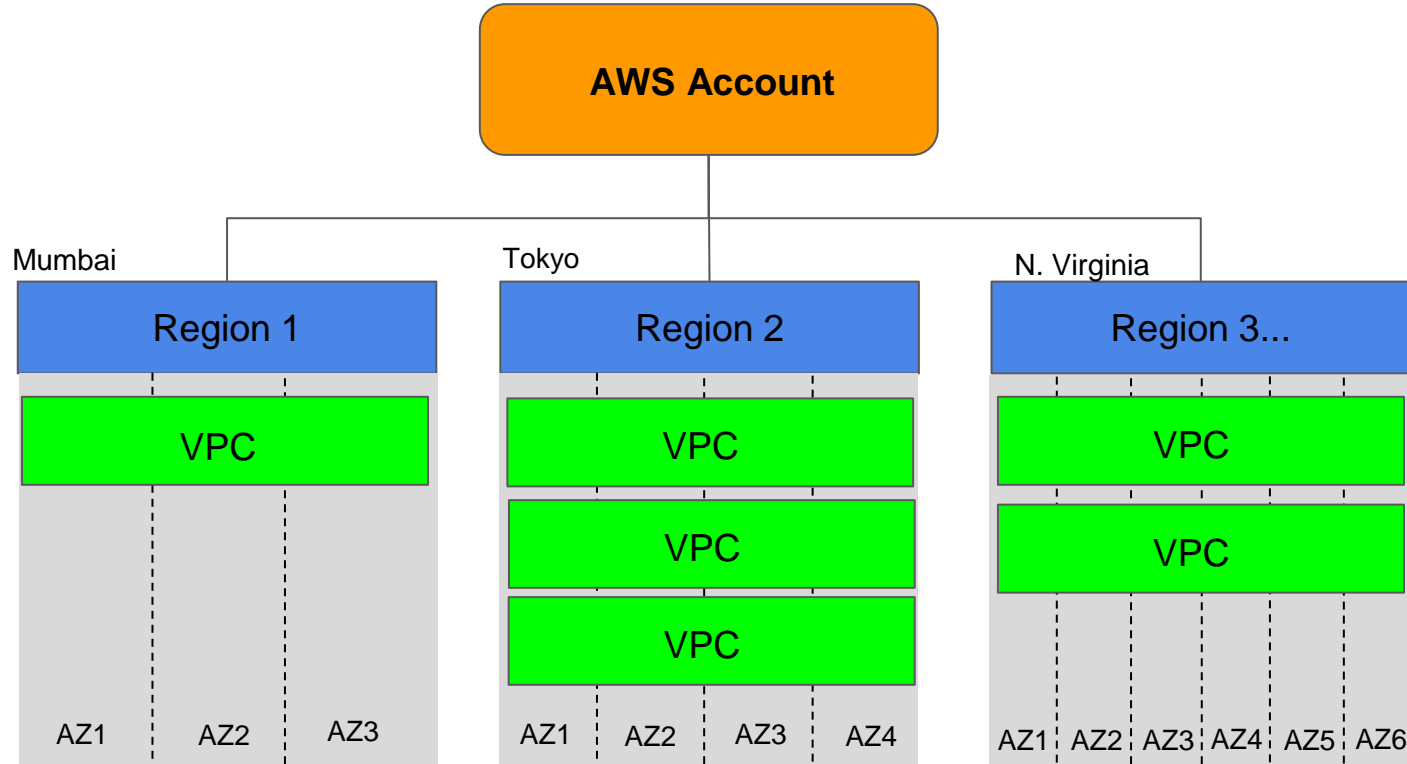 AWS Account
Mumbai
Tokyo
N. Virginia
Region 1
Region 2
Region 3...
VPC
VPC
VPC
VPC
VPC
VPC
AZ1
AZ2
AZ3
AZ1
AZ2
AZ3
AZ4
AZ1
AZ2
AZ3
AZ4
AZ5
AZ6